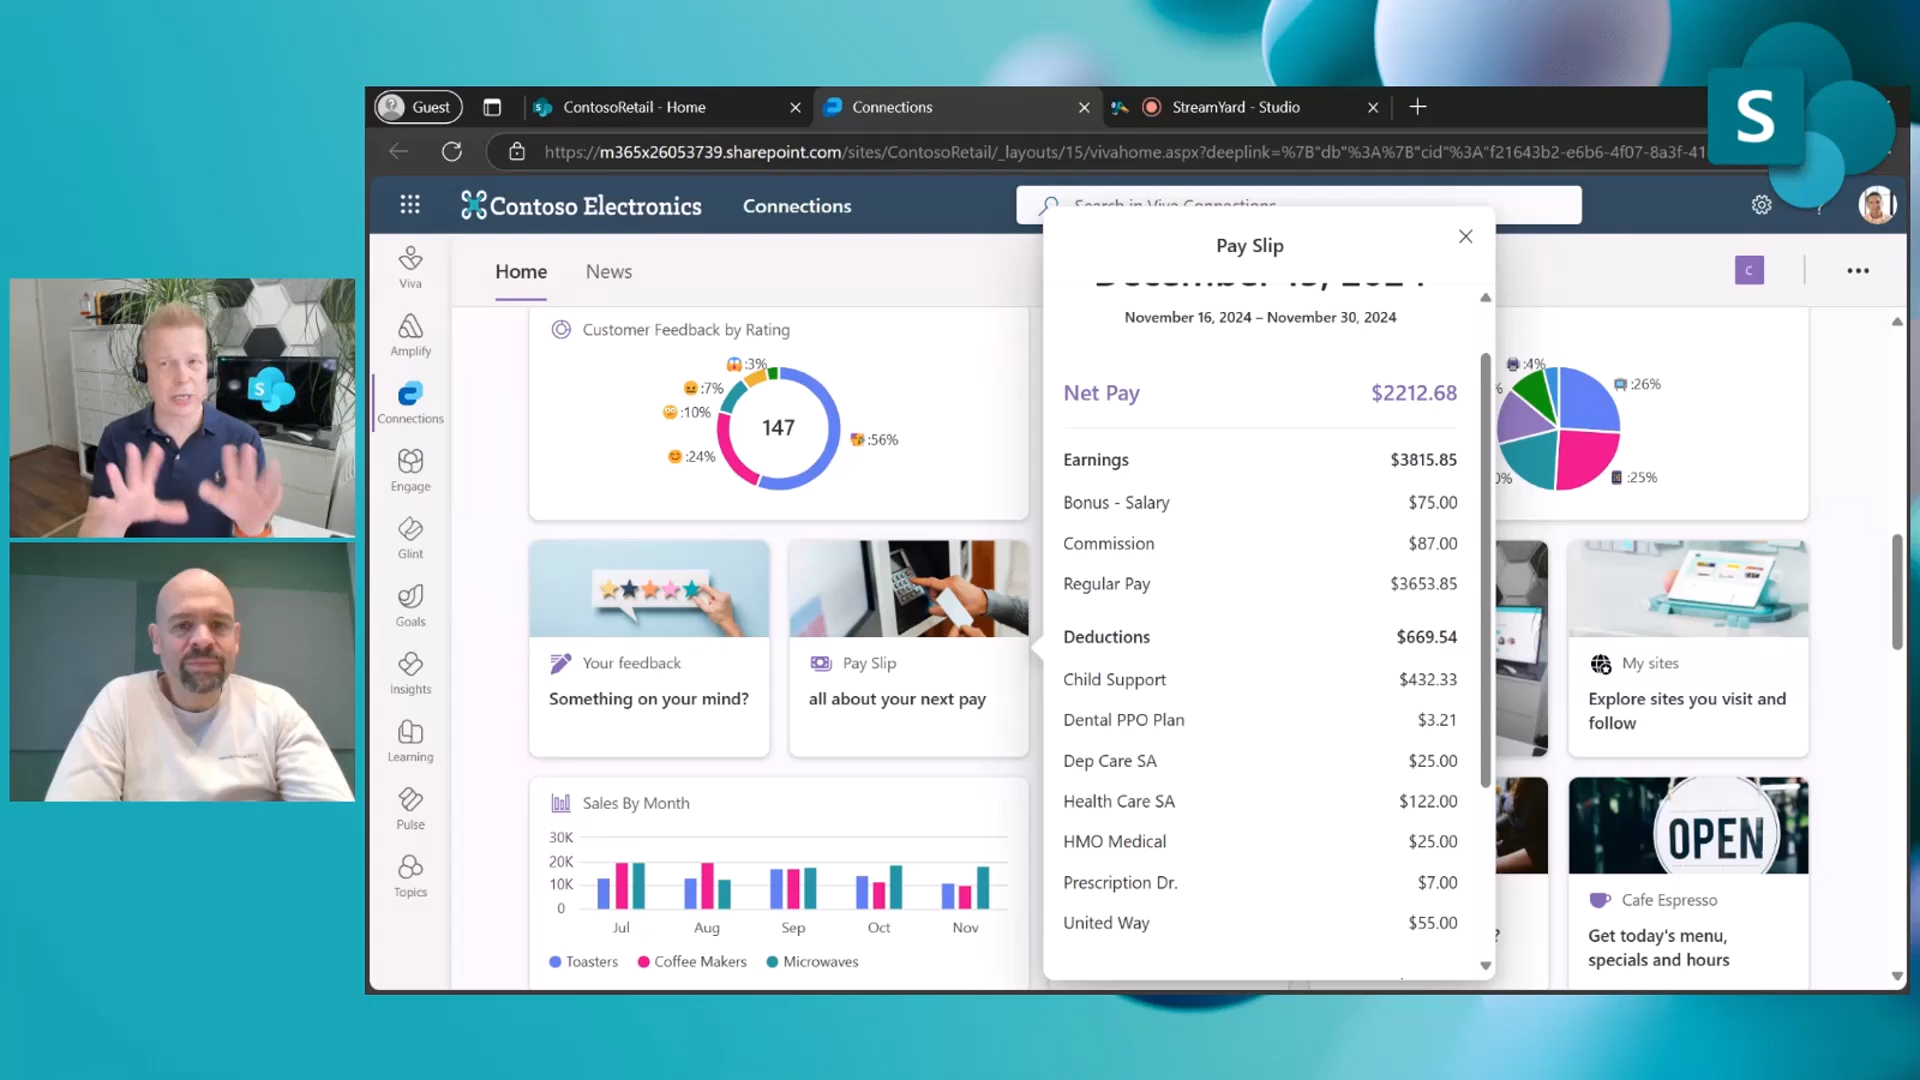 Guest
ContosoRetail - Home
Connections
StreamYard - Studio
https://m365x26053739.sharepoint.com/sites/ContosoRetail/_layouts/15/vivahome.aspx?deeplink=%7B"db"%3A%7B"cid"%3A"f21643b2-e6b6-4f07-8a3f-41
S
Contoso Electronics
Connections
Search in Viva Connections
Viva
Amplify
Connections
Engage
Glint
Goals
Insights
Learning
Pulse
Topics
Home
News
C
Customer Feedback by Rating
:3%
:7%
:10%
:24%
147
:56%
Your feedback
Something on your mind?
Pay Slip
all about your next pay
Sales By Month
30K
20K
10K
0
Jul
Aug
Sep
Oct
Nov
Toasters
Coffee Makers
Microwaves
Pay Slip
December 15, 2024
November 16, 2024 – November 30, 2024
Net Pay $2212.68
Earnings $3815.85
Bonus - Salary $75.00
Commission $87.00
Regular Pay $3653.85
Deductions $669.54
Child Support $432.33
Dental PPO Plan $3.21
Dep Care SA $25.00
Health Care SA $122.00
HMO Medical $25.00
Prescription Dr. $7.00
United Way $55.00
:4%
:26%
:25%
0%
My sites
Explore sites you visit and
follow
OPEN
Cafe Espresso
Get today's menu,
specials and hours
?
S